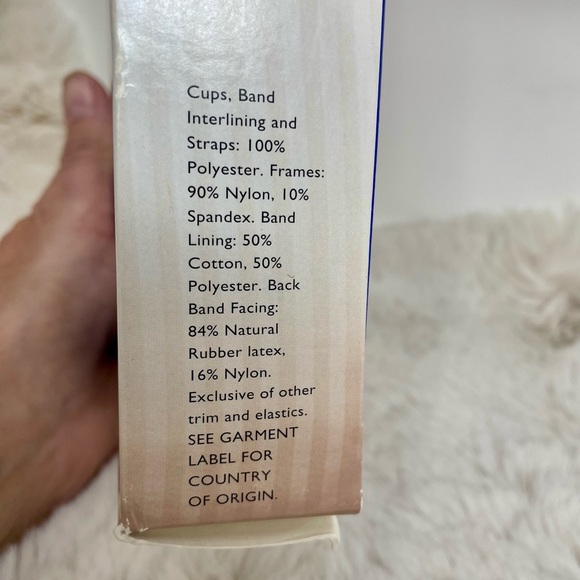 Cups, Band
Interlining and
Straps: 100%
Polyester. Frames:
90% Nylon, 10%
Spandex. Band
Lining: 50%
Cotton, 50%
Polyester. Back
Band Facing:
84% Natural
Rubber latex,
16% Nylon.
Exclusive of other
trim and elastics.
SEE GARMENT
LABEL FOR
COUNTRY
OF ORIGIN.